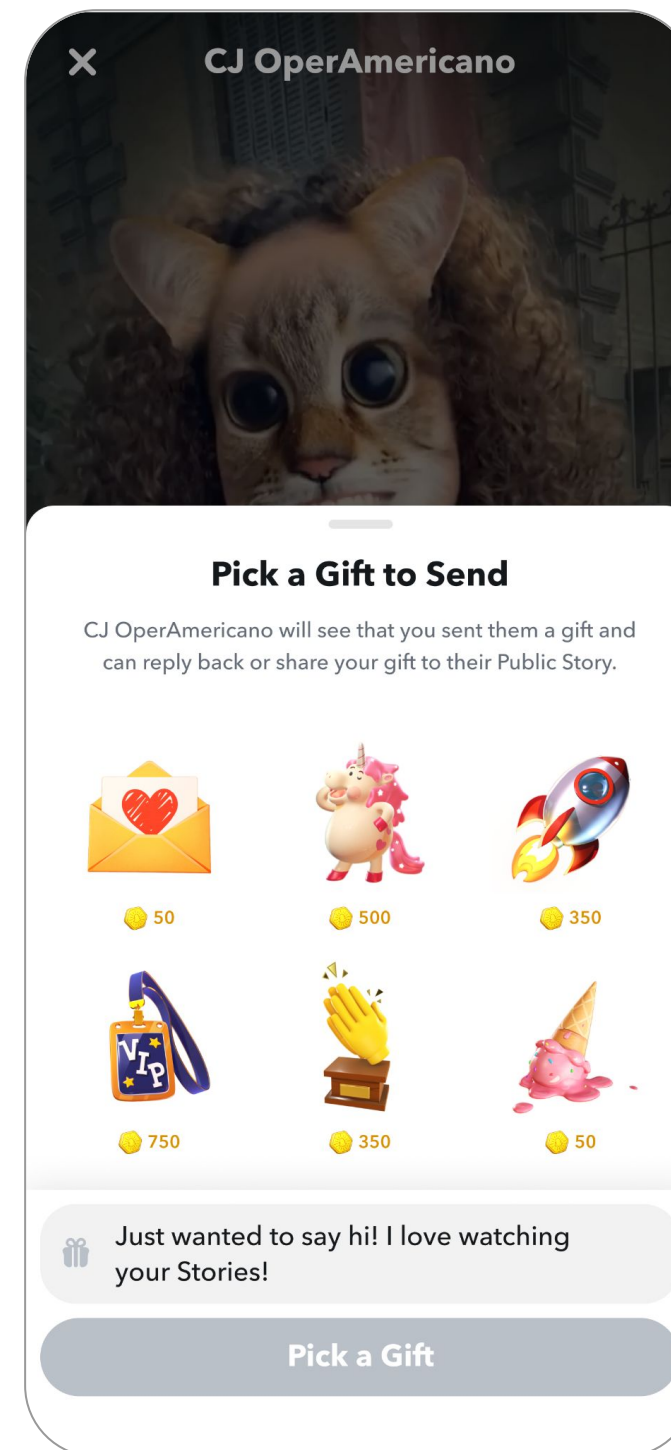 CJ OperAmericano
Pick a Gift to Send
CJ OperAmericano will see that you sent them a gift and
can reply back or share your gift to their Public Story.
50
500
350
VIP
750
350
50
Just wanted to say hi! I love watching
your Stories!
Pick a Gift